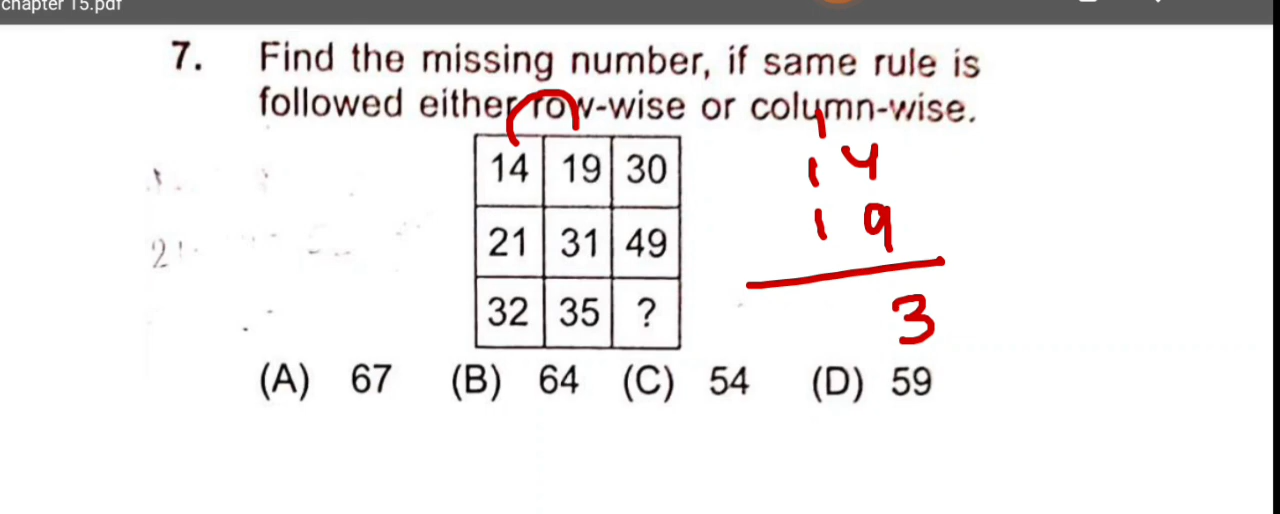 chapter 15.pdf
7. Find the missing number, if same rule is
followed either row-wise or column-wise.
14 19 30
21 31 49
32 35 ?
(A) 67 (B) 64 (C) 54 (D) 59
1
14
19
3